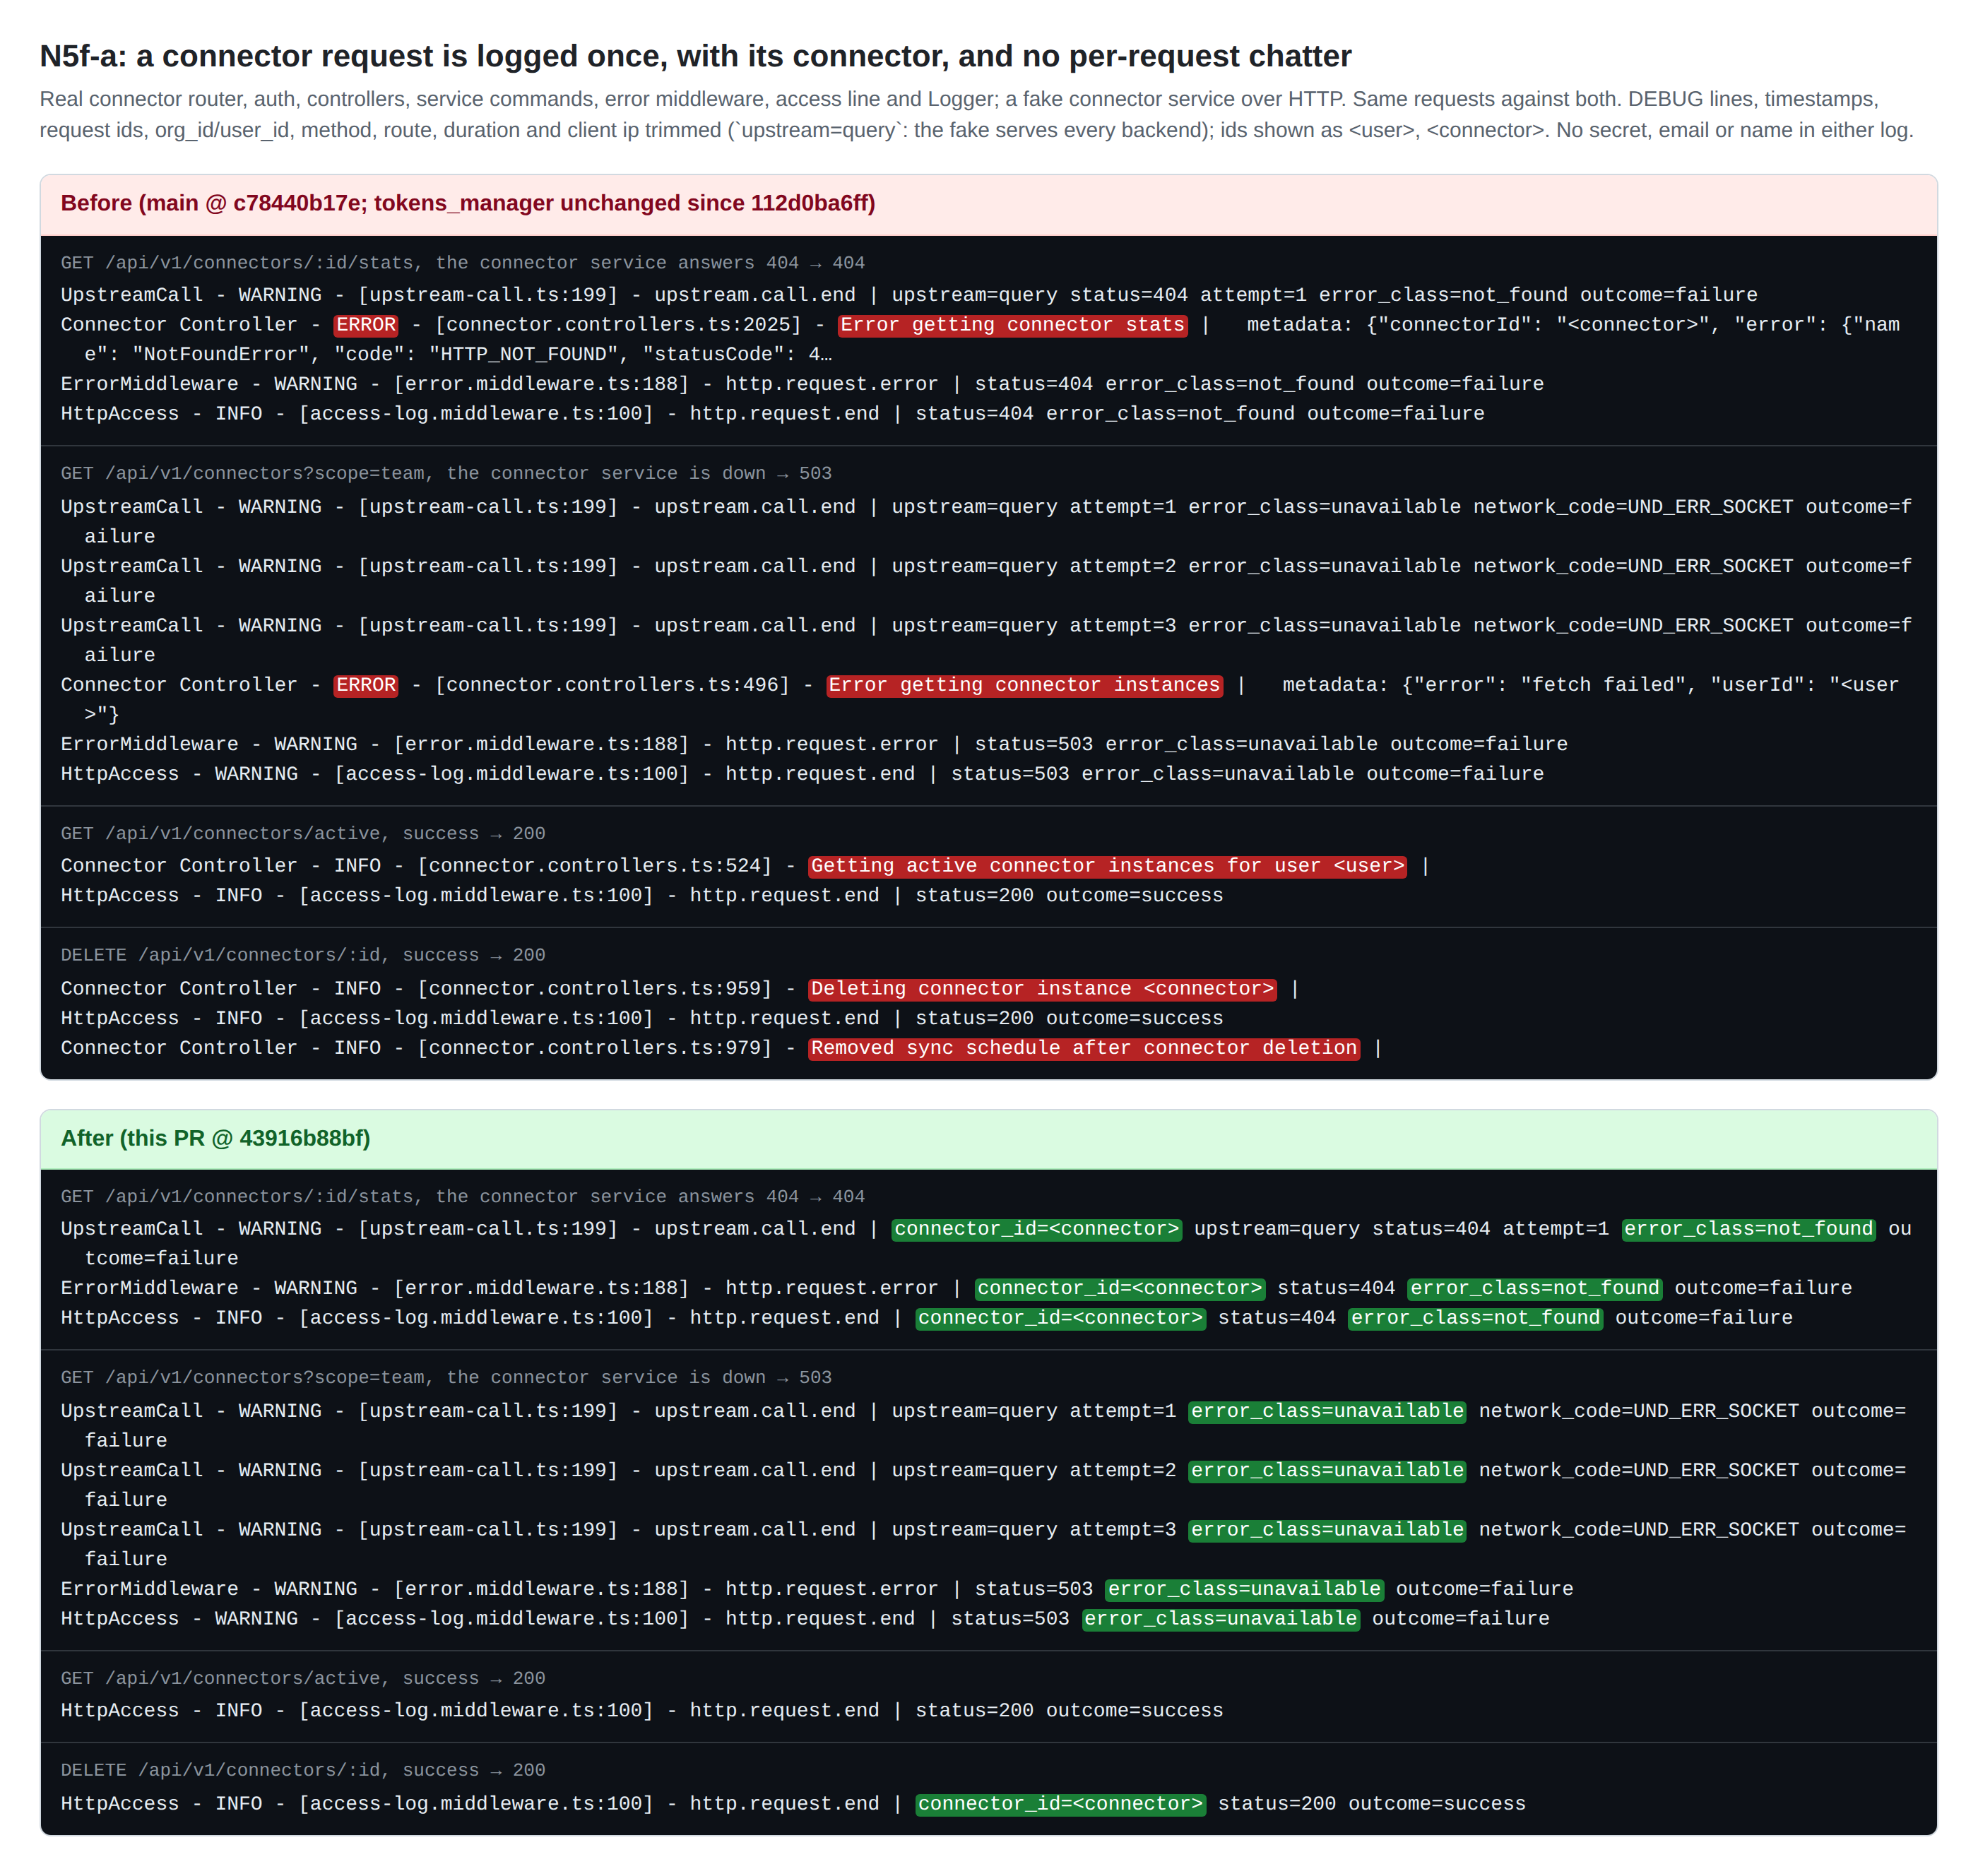 N5f-a: a connector request is logged once, with its connector, and no per-request chatter
Real connector router, auth, controllers, service commands, error middleware, access line and Logger; a fake connector service over HTTP. Same requests against both. DEBUG lines, timestamps,
request ids, org_id/user_id, method, route, duration and client ip trimmed (`upstream=query`: the fake serves every backend); ids shown as <user>, <connector>. No secret, email or name in either log.
Before (main @ c78440b17e; tokens_manager unchanged since 112d0ba6ff)
GET /api/v1/connectors/:id/stats, the connector service answers 404 → 404
UpstreamCall - WARNING - [upstream-call.ts:199] - upstream.call.end | upstream=query status=404 attempt=1 error_class=not_found outcome=failure
Connector Controller - ERROR - [connector.controllers.ts:2025] - Error getting connector stats |   metadata: {"connectorId": "<connector>", "error": {"nam
e": "NotFoundError", "code": "HTTP_NOT_FOUND", "statusCode": 4…
ErrorMiddleware - WARNING - [error.middleware.ts:188] - http.request.error | status=404 error_class=not_found outcome=failure
HttpAccess - INFO - [access-log.middleware.ts:100] - http.request.end | status=404 error_class=not_found outcome=failure
GET /api/v1/connectors?scope=team, the connector service is down → 503
UpstreamCall - WARNING - [upstream-call.ts:199] - upstream.call.end | upstream=query attempt=1 error_class=unavailable network_code=UND_ERR_SOCKET outcome=f
ailure
UpstreamCall - WARNING - [upstream-call.ts:199] - upstream.call.end | upstream=query attempt=2 error_class=unavailable network_code=UND_ERR_SOCKET outcome=f
ailure
UpstreamCall - WARNING - [upstream-call.ts:199] - upstream.call.end | upstream=query attempt=3 error_class=unavailable network_code=UND_ERR_SOCKET outcome=f
ailure
Connector Controller - ERROR - [connector.controllers.ts:496] - Error getting connector instances |   metadata: {"error": "fetch failed", "userId": "<user
>"}
ErrorMiddleware - WARNING - [error.middleware.ts:188] - http.request.error | status=503 error_class=unavailable outcome=failure
HttpAccess - WARNING - [access-log.middleware.ts:100] - http.request.end | status=503 error_class=unavailable outcome=failure
GET /api/v1/connectors/active, success → 200
Connector Controller - INFO - [connector.controllers.ts:524] - Getting active connector instances for user <user> |
HttpAccess - INFO - [access-log.middleware.ts:100] - http.request.end | status=200 outcome=success
DELETE /api/v1/connectors/:id, success → 200
Connector Controller - INFO - [connector.controllers.ts:959] - Deleting connector instance <connector> |
HttpAccess - INFO - [access-log.middleware.ts:100] - http.request.end | status=200 outcome=success
Connector Controller - INFO - [connector.controllers.ts:979] - Removed sync schedule after connector deletion |
After (this PR @ 43916b88bf)
GET /api/v1/connectors/:id/stats, the connector service answers 404 → 404
UpstreamCall - WARNING - [upstream-call.ts:199] - upstream.call.end | connector_id=<connector> upstream=query status=404 attempt=1 error_class=not_found ou
tcome=failure
ErrorMiddleware - WARNING - [error.middleware.ts:188] - http.request.error | connector_id=<connector> status=404 error_class=not_found outcome=failure
HttpAccess - INFO - [access-log.middleware.ts:100] - http.request.end | connector_id=<connector> status=404 error_class=not_found outcome=failure
GET /api/v1/connectors?scope=team, the connector service is down → 503
UpstreamCall - WARNING - [upstream-call.ts:199] - upstream.call.end | upstream=query attempt=1 error_class=unavailable network_code=UND_ERR_SOCKET outcome=
failure
UpstreamCall - WARNING - [upstream-call.ts:199] - upstream.call.end | upstream=query attempt=2 error_class=unavailable network_code=UND_ERR_SOCKET outcome=
failure
UpstreamCall - WARNING - [upstream-call.ts:199] - upstream.call.end | upstream=query attempt=3 error_class=unavailable network_code=UND_ERR_SOCKET outcome=
failure
ErrorMiddleware - WARNING - [error.middleware.ts:188] - http.request.error | status=503 error_class=unavailable outcome=failure
HttpAccess - WARNING - [access-log.middleware.ts:100] - http.request.end | status=503 error_class=unavailable outcome=failure
GET /api/v1/connectors/active, success → 200
HttpAccess - INFO - [access-log.middleware.ts:100] - http.request.end | status=200 outcome=success
DELETE /api/v1/connectors/:id, success → 200
HttpAccess - INFO - [access-log.middleware.ts:100] - http.request.end | connector_id=<connector> status=200 outcome=success